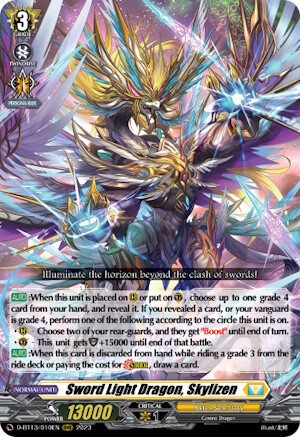 3
GRADE
TWIN DRIVE
PERSONA RIDE
Illuminate the horizon beyond the clash of swords!
AUTO :When this unit is placed on or put on , choose up to one grade 4
card from your hand, and reveal it. If you revealed a card, or your vanguard
is grade 4, perform one of the following according to the circle this unit is on.
・ - Choose two of your rear-guards, and they get "Boost" until end of turn.
・ - This unit gets +15000 until end of that battle.
AUTO :When this card is discarded from hand while riding a grade 3 from the
ride deck or paying the cost for , draw a card.
NORMAL UNIT
Sword Light Dragon, Skylizen
POWER 13000
CRITICAL 1
Cosmo Dragon
D-BT13/010EN RRR 2023